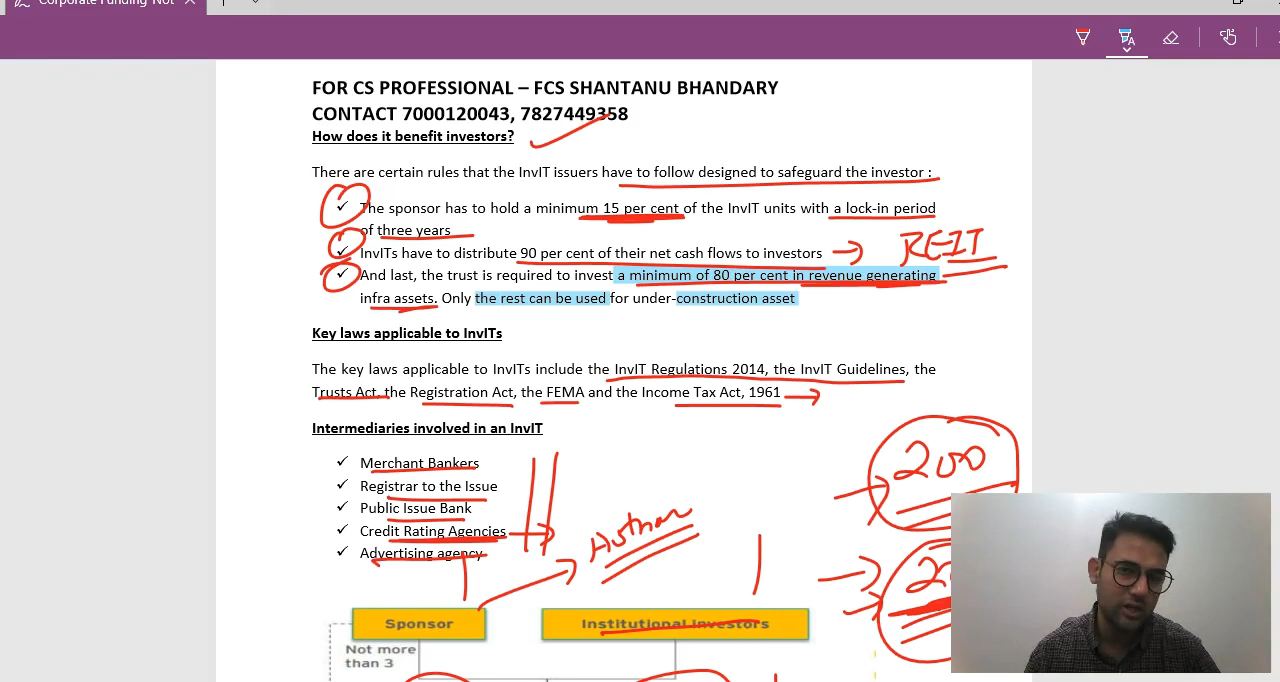 Corporate Funding-Not
FOR CS PROFESSIONAL – FCS SHANTANU BHANDARY
CONTACT 7000120043, 7827449358
How does it benefit investors?
There are certain rules that the InvIT issuers have to follow designed to safeguard the investor :
✓ The sponsor has to hold a minimum 15 per cent of the InvIT units with a lock-in period
of three years
✓ InvITs have to distribute 90 per cent of their net cash flows to investors → REIT
✓ And last, the trust is required to invest a minimum of 80 per cent in revenue generating
infra assets. Only the rest can be used for under-construction asset
Key laws applicable to InvITs
The key laws applicable to InvITs include the InvIT Regulations 2014, the InvIT Guidelines, the
Trusts Act, the Registration Act, the FEMA and the Income Tax Act, 1961
Intermediaries involved in an InvIT
✓ Merchant Bankers
200
✓ Registrar to the Issue
✓ Public Issue Bank
✓ Credit Rating Agencies
✓ Advertising agency
Sponsor
Institutional Investors
Not more
than 3